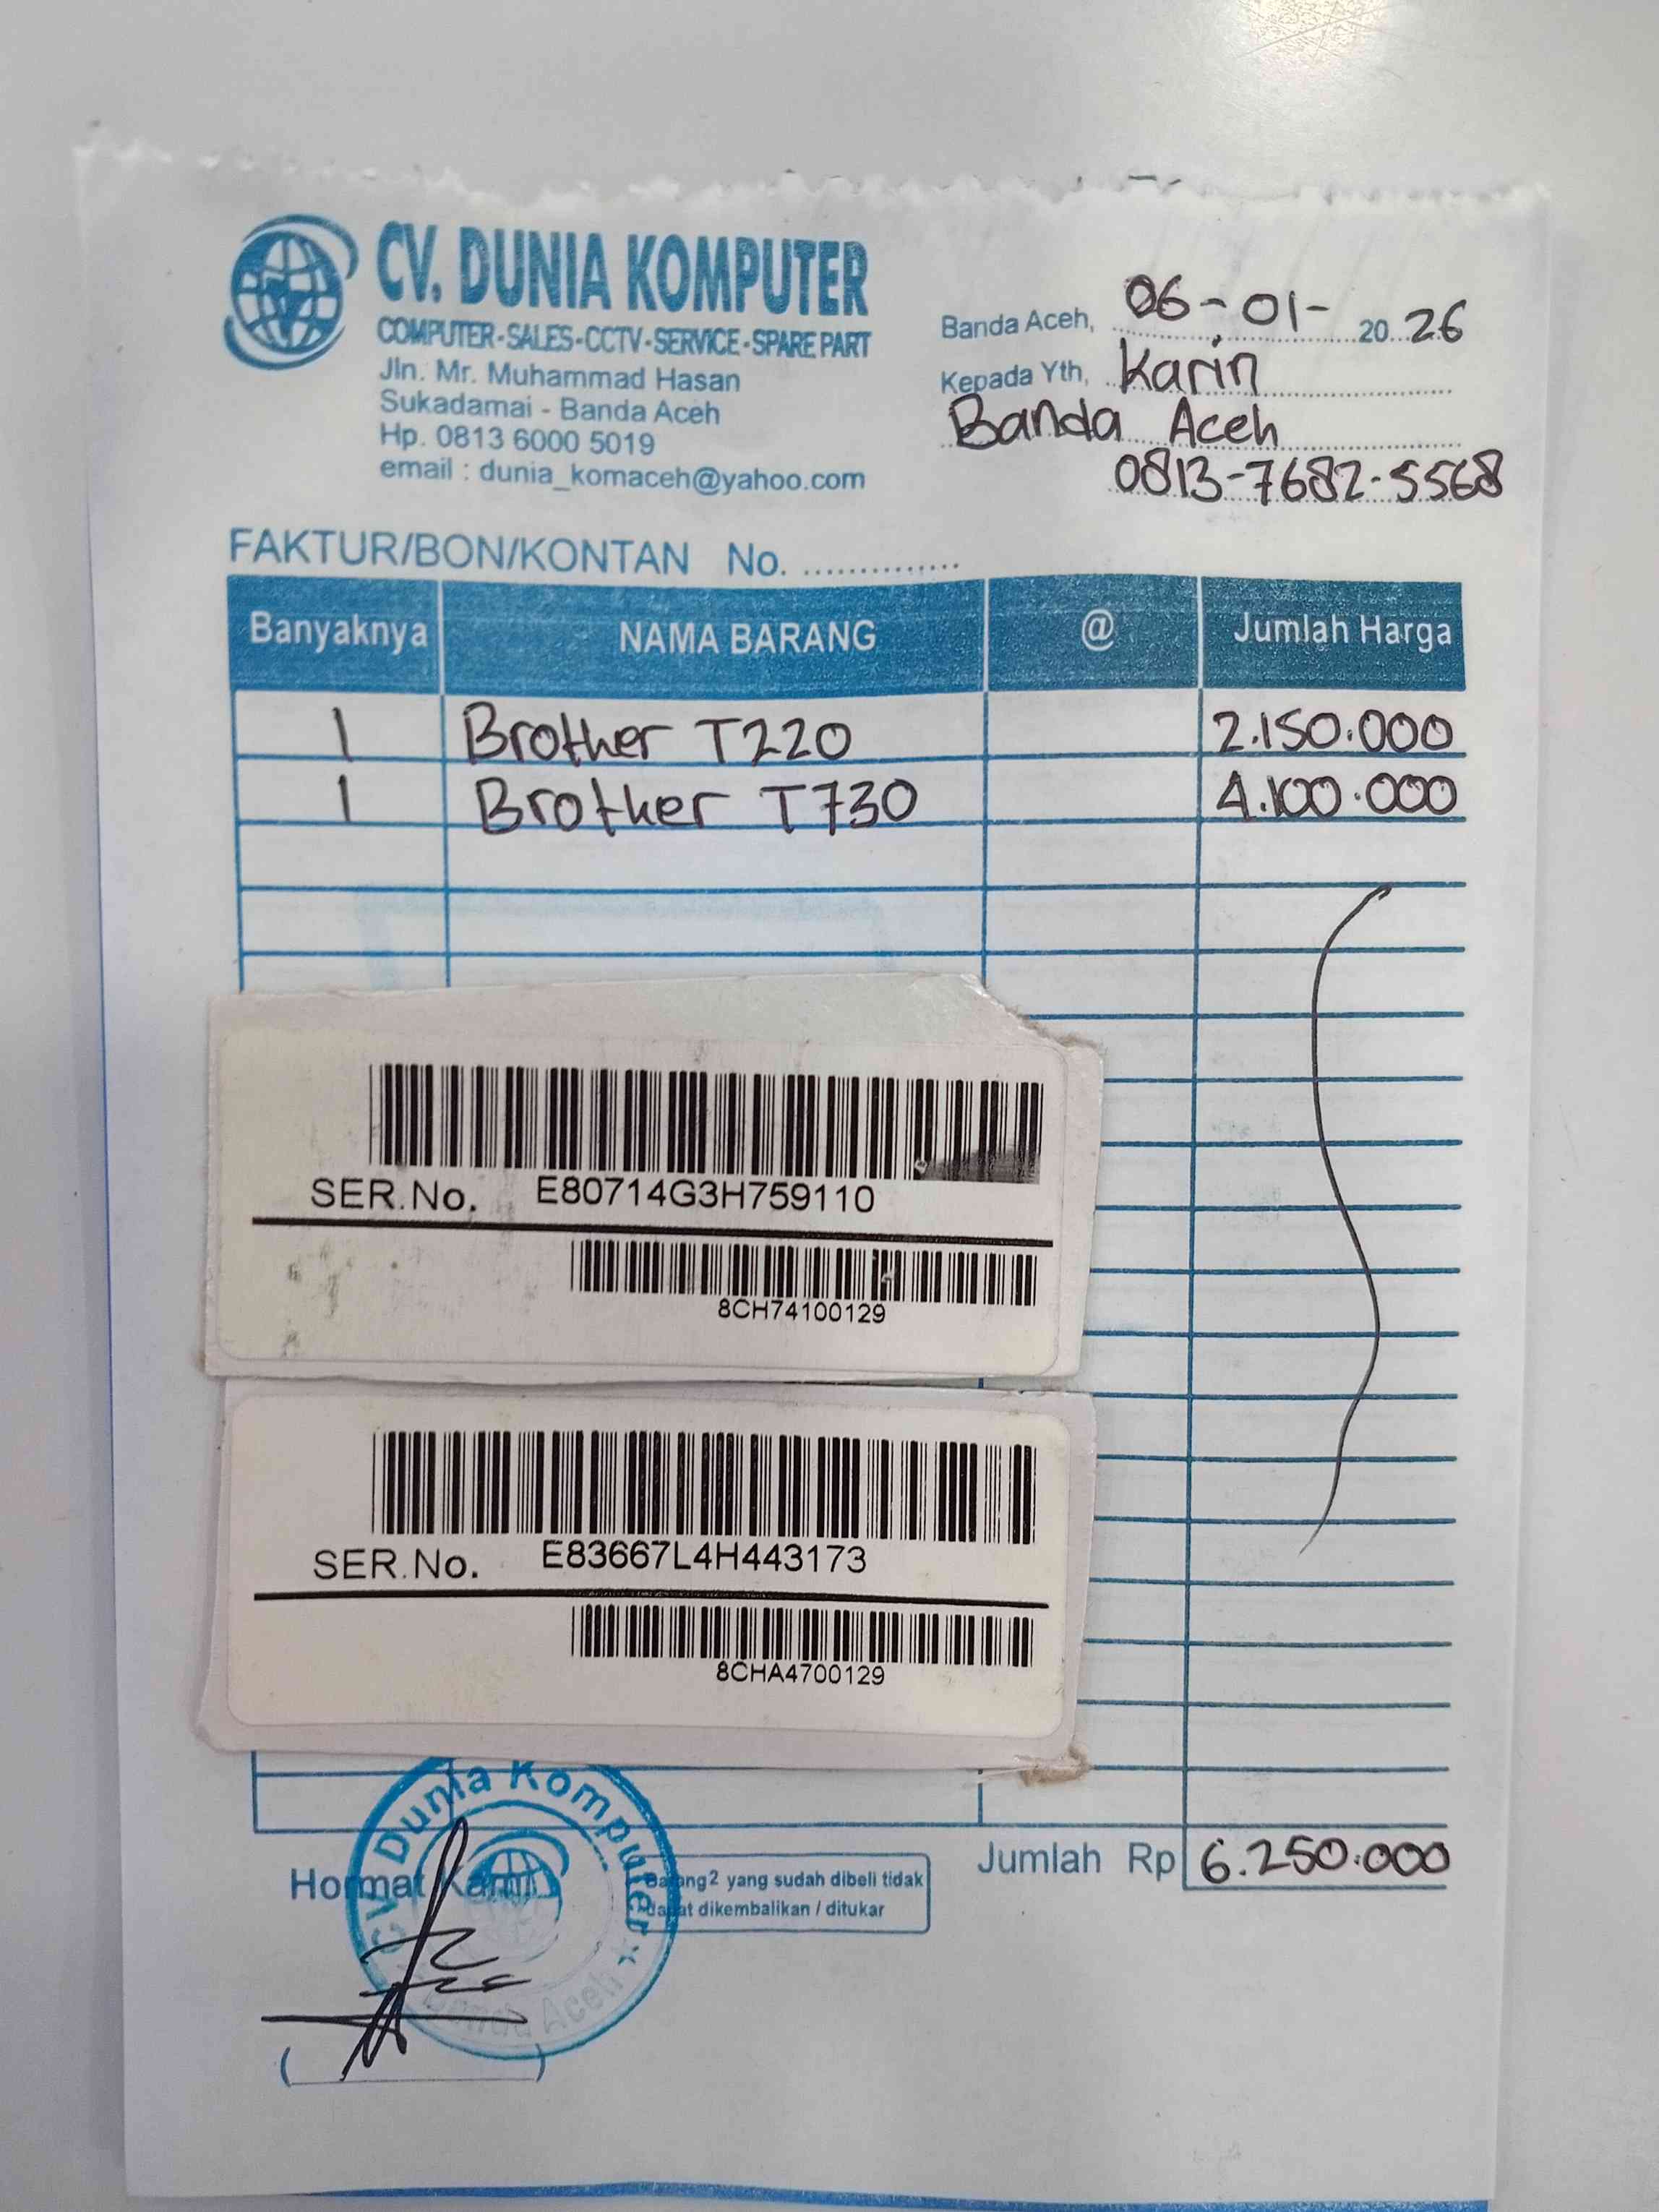 CV. DUNIA KOMPUTER
COMPUTER-SALES-CCTV-SERVICE-SPARE PART
Jln. Mr. Muhammad Hasan
Sukadamai - Banda Aceh
Hp. 0813 6000 5019
email : dunia_komaceh@yahoo.com
Banda Aceh, 06-01- 20 26
Kepada Yth, Karin
Banda Aceh
0813-7682-5568
FAKTUR/BON/KONTAN No. ..............
Banyaknya NAMA BARANG @ Jumlah Harga
1 Brother T220 2.150.000
1 Brother T730 4.100.000
SER.No. E80714G3H759110
8CH74100129
SER.No. E83667L4H443173
8CHA4700129
Jumlah Rp 6.250.000
Hormat Kami
Barang2 yang sudah dibeli tidak
dapat dikembalikan / ditukar
CV. Dunia Komputer
Banda Aceh